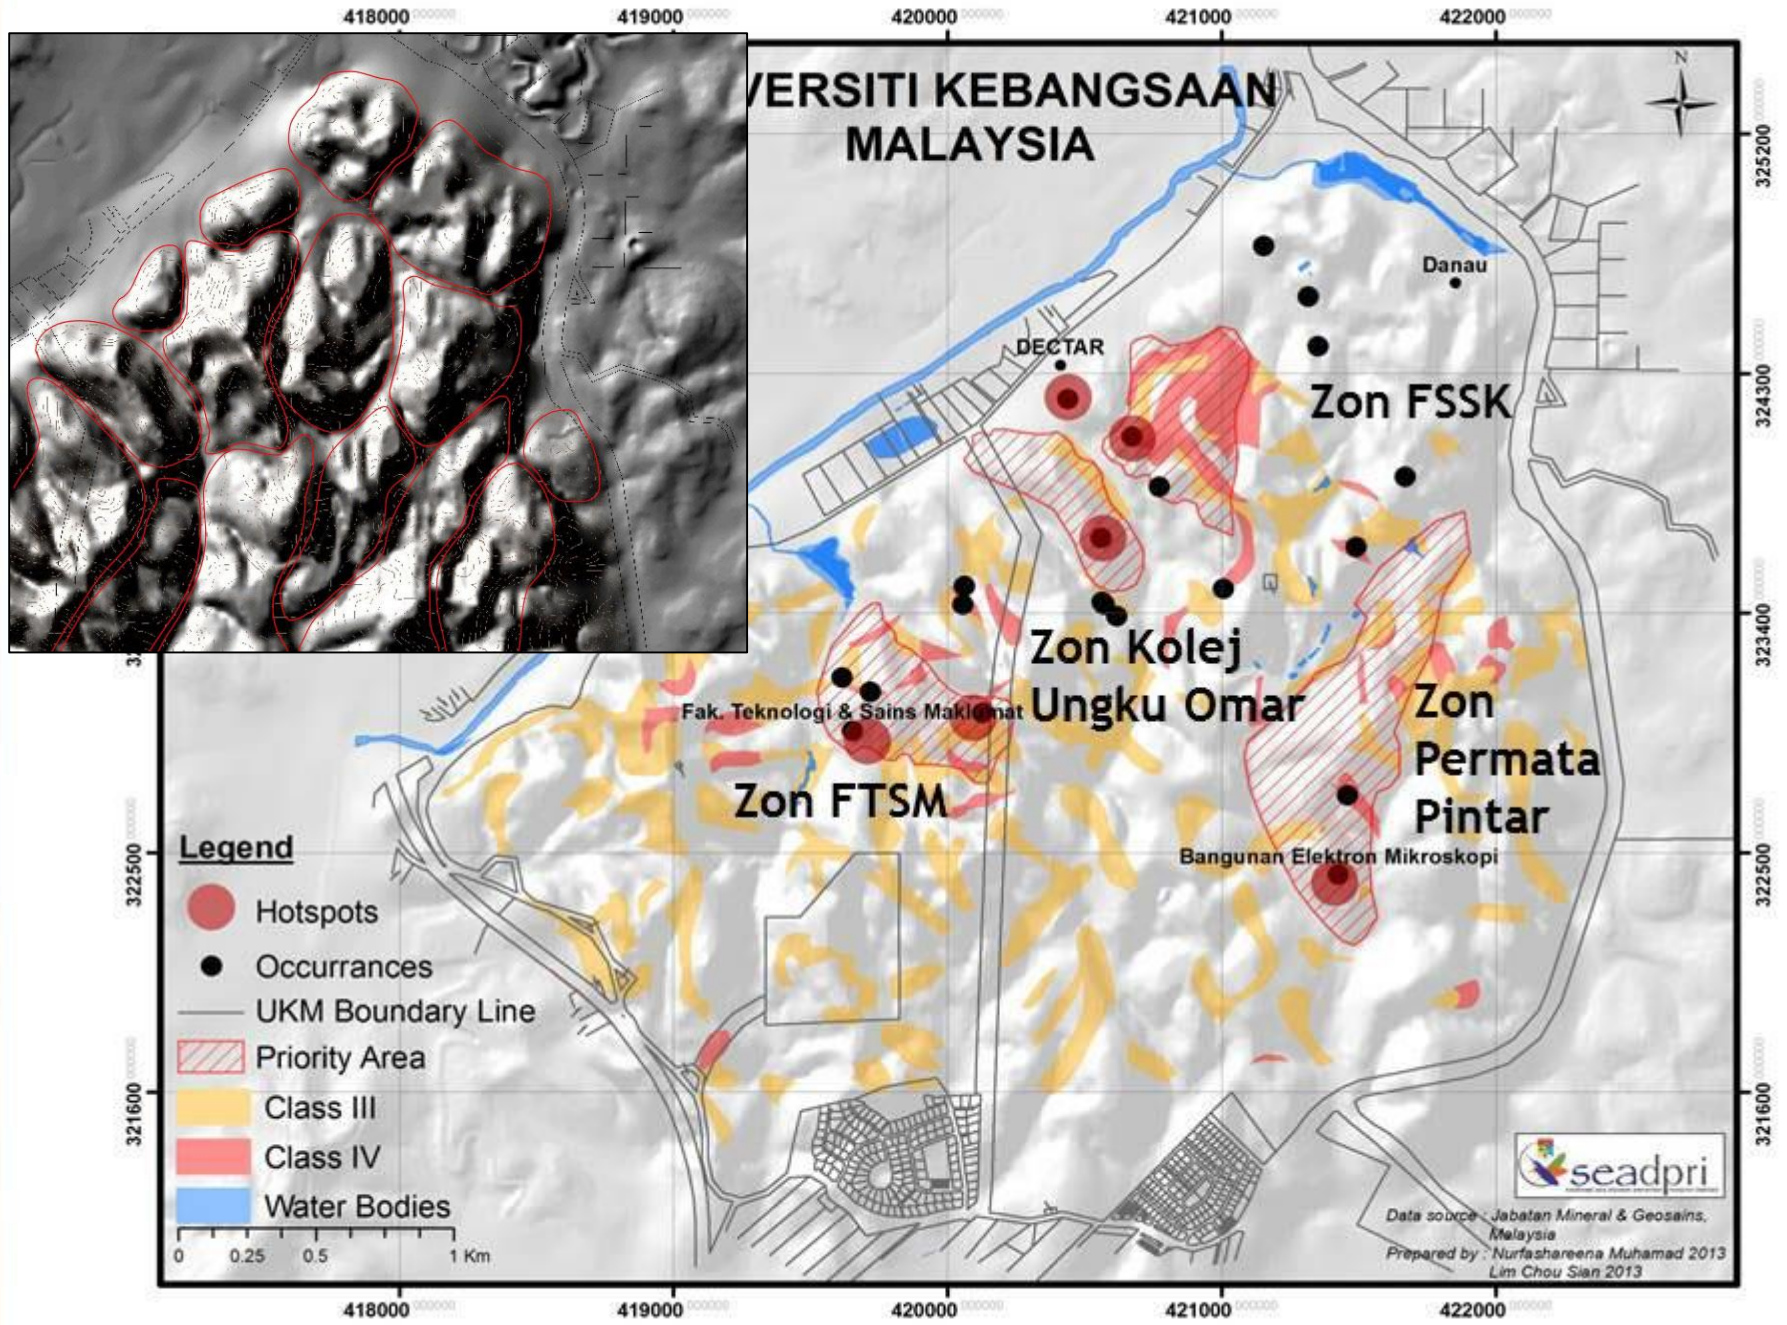 418000
419000
420000
421000
422000
VERSITI KEBANGSAAN
MALAYSIA
N
325200
324300
323400
322500
321600
Danau
DECTAR
Zon FSSK
Zon Kolej
Ungku Omar
Fak. Teknologi & Sains Maklumat
Zon FTSM
Zon
Permata
Pintar
Bangunan Elektron Mikroskopi
322500
321600
Legend
Hotspots
Occurrances
UKM Boundary Line
Priority Area
Class III
Class IV
Water Bodies
0 0.25 0.5 1 Km
seadpri
Data source : Jabatan Mineral & Geosains,
Malaysia
Prepared by : Nurfashareena Muhamad 2013
Lim Chou Sian 2013
418000
419000
420000
421000
422000